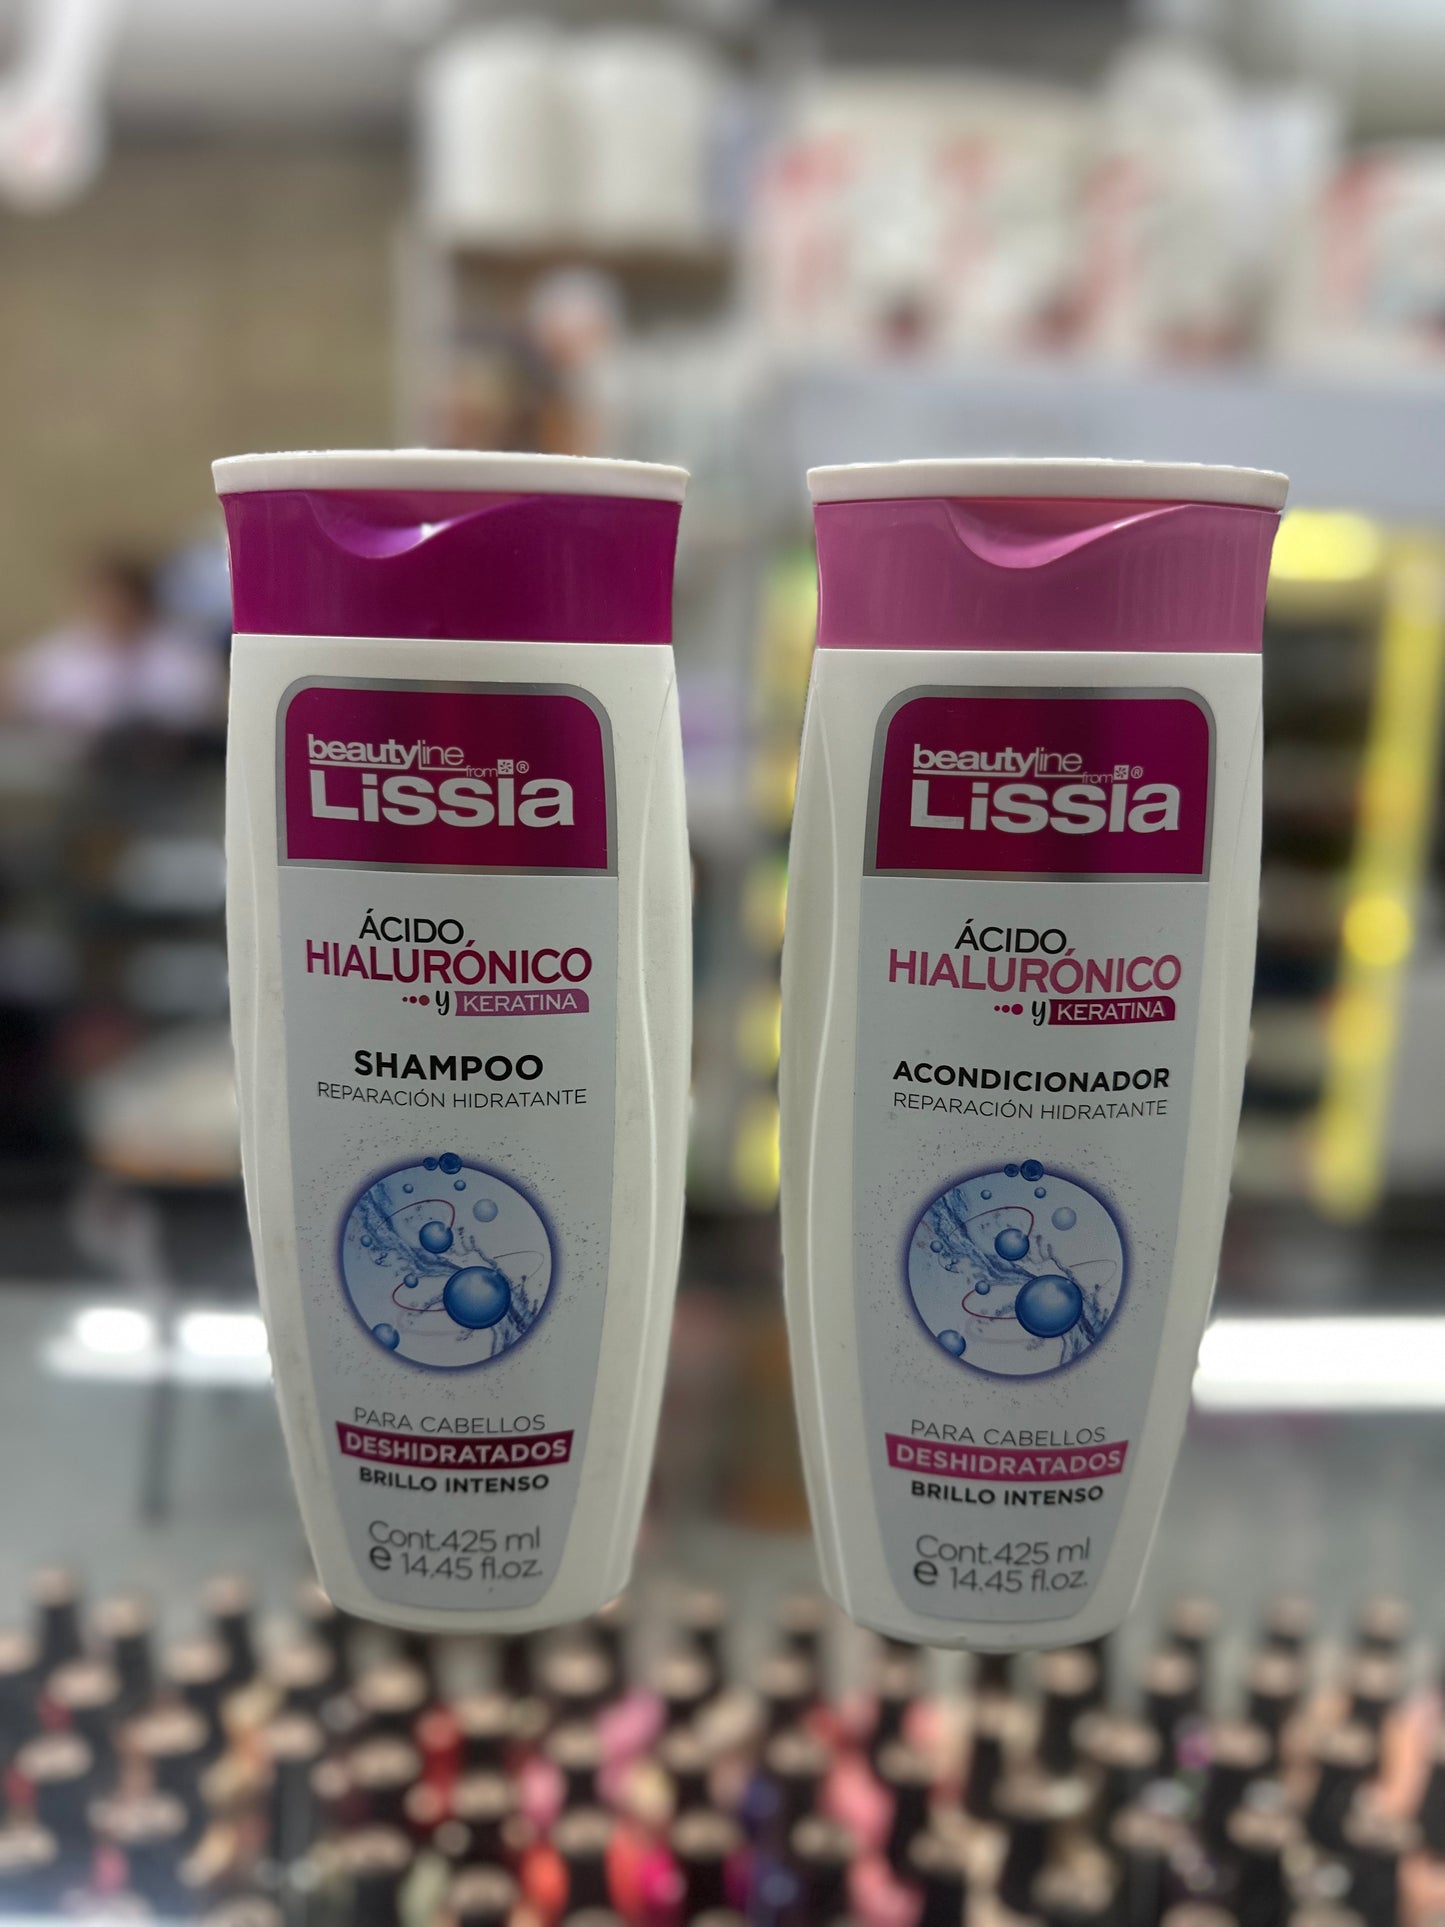 beautyline
from ®
Lissia
ÁCIDO
HIALURÓNICO
y KERATINA
SHAMPOO
REPARACIÓN HIDRATANTE
PARA CABELLOS
DESHIDRATADOS
BRILLO INTENSO
Cont.425 ml
e 14.45 fl.oz.
beautyline
from ®
Lissia
ÁCIDO
HIALURÓNICO
y KERATINA
ACONDICIONADOR
REPARACIÓN HIDRATANTE
PARA CABELLOS
DESHIDRATADOS
BRILLO INTENSO
Cont.425 ml
e 14.45 fl.oz.